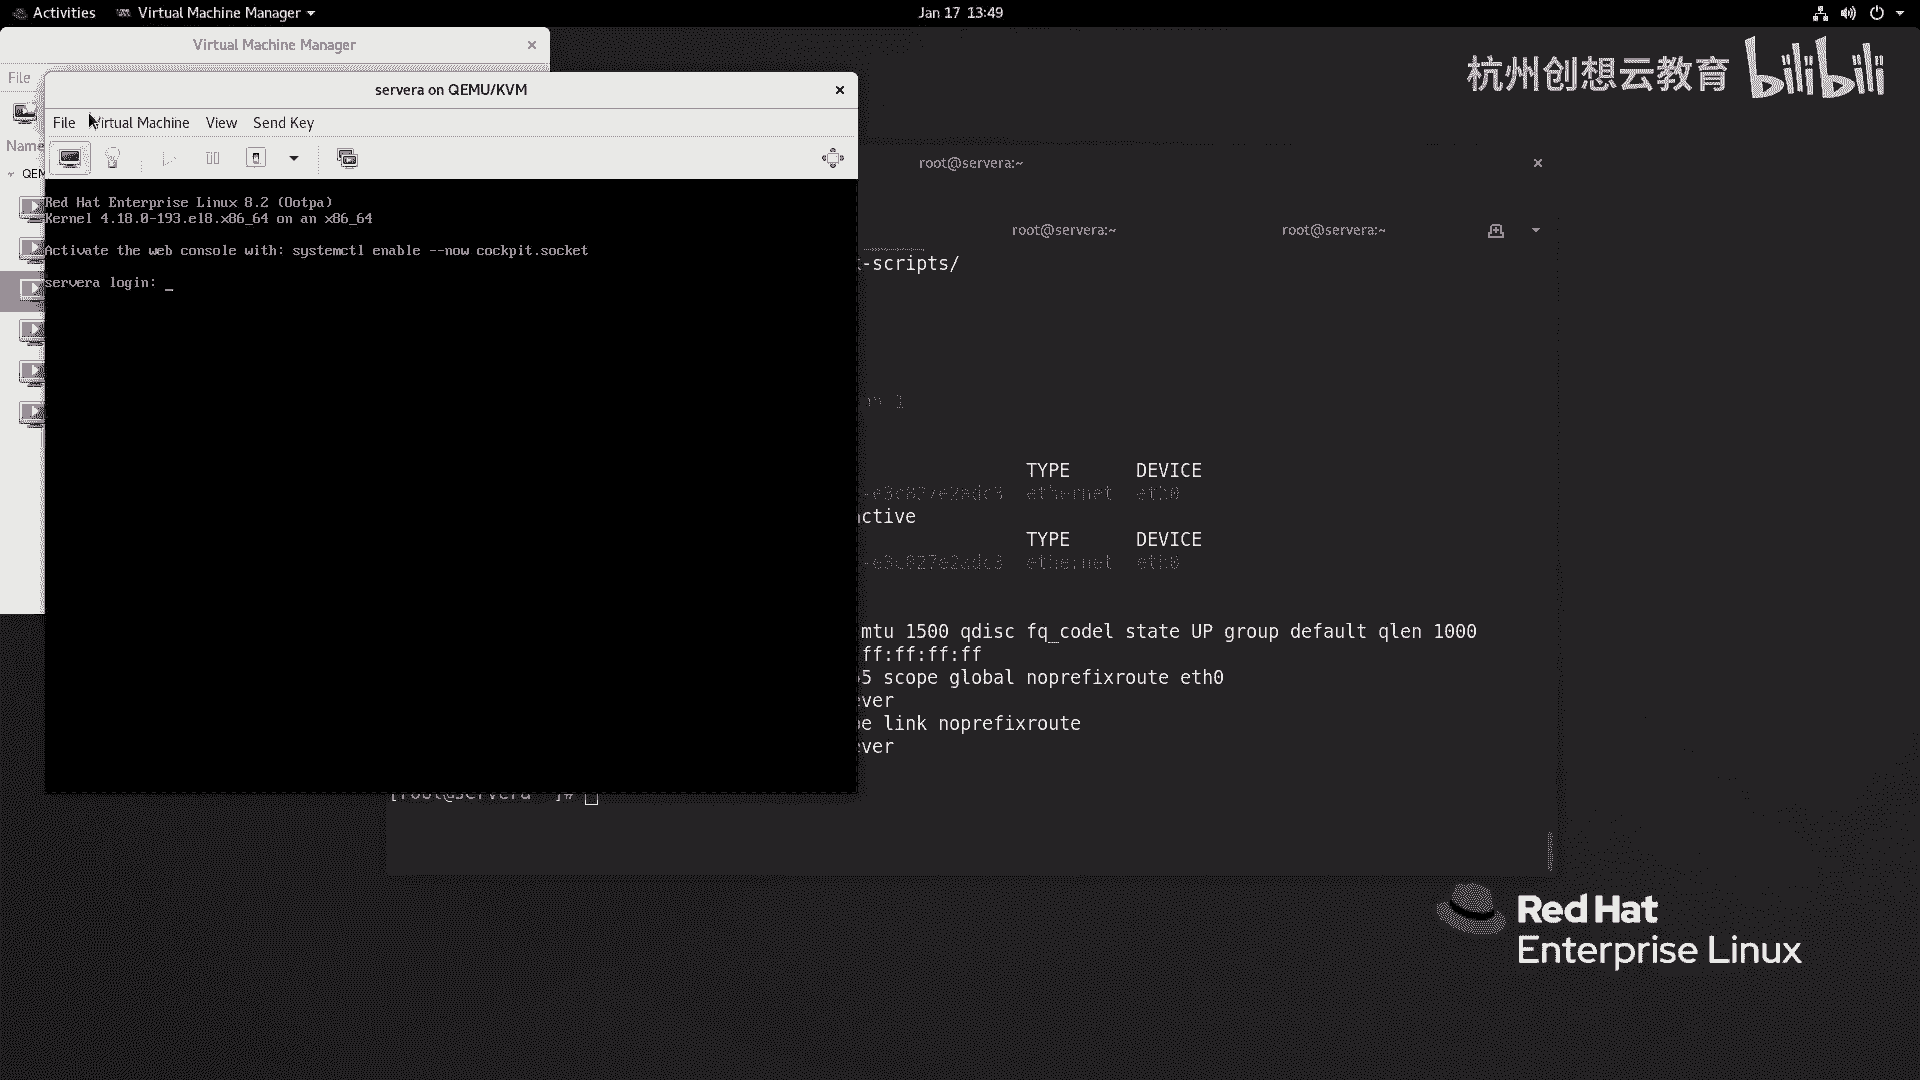 Activities
Virtual Machine Manager
Jan 17 13:49
Virtual Machine Manager
File
Name
QEM
杭州创想云教育 bilibili
servera on QEMU/KVM
File Virtual Machine View Send Key
Red Hat Enterprise Linux 8.2 (Ootpa)
Kernel 4.18.0-193.el8.x86_64 on an x86_64
Activate the web console with: systemctl enable --now cockpit.socket
servera login: _
root@servera:~
root@servera:~ root@servera:~
-scripts/
TYPE DEVICE
-e3c827e2adc3 ethernet eth0
active
TYPE DEVICE
-e3c827e2adc3 ethernet eth0
mtu 1500 qdisc fq_codel state UP group default qlen 1000
ff:ff:ff:ff
5 scope global noprefixroute eth0
ever
link noprefixroute
ever
[root@servera ~]#
Red Hat
Enterprise Linux